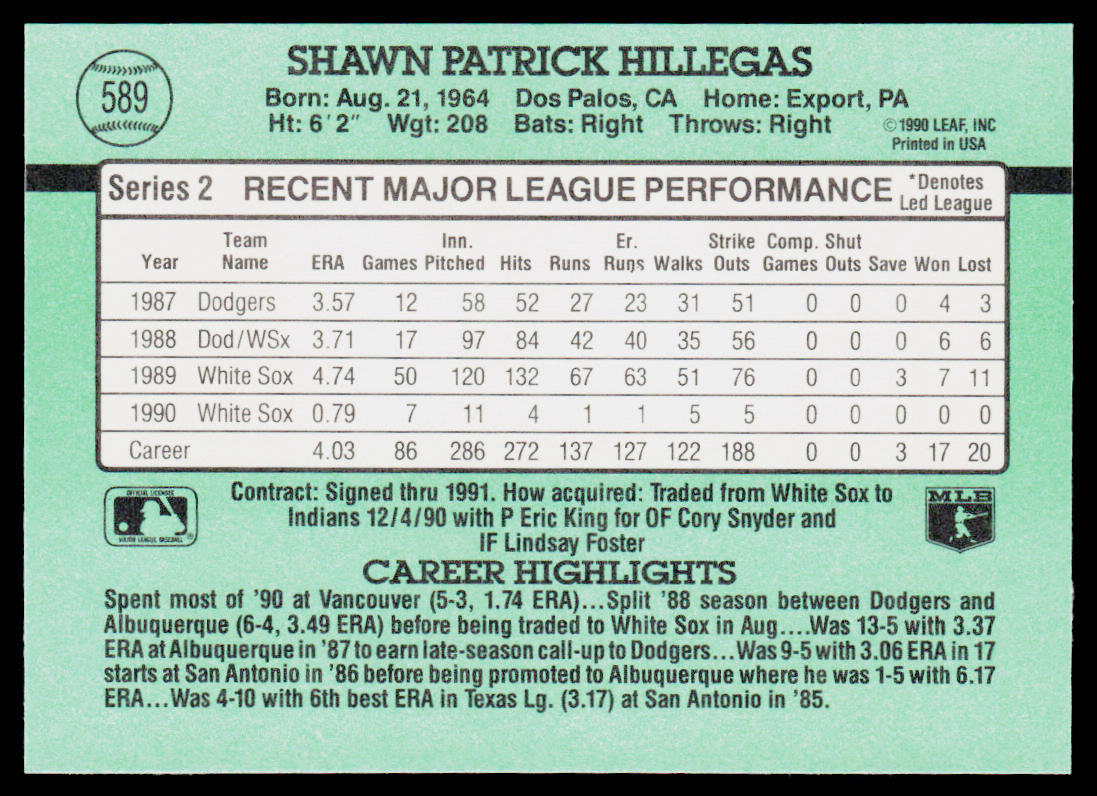 589
SHAWN PATRICK HILLEGAS
Born: Aug. 21, 1964 Dos Palos, CA Home: Export, PA
Ht: 6'2" Wgt: 208 Bats: Right Throws: Right
©1990 LEAF, INC
Printed in USA
Series 2 RECENT MAJOR LEAGUE PERFORMANCE *Denotes Led League
Year Team Name ERA Games Inn. Pitched Hits Runs Er. Runs Walks Strike Outs Comp. Games Shut Outs Save Won Lost
1987 Dodgers 3.57 12 58 52 27 23 31 51 0 0 0 4 3
1988 Dod/WSx 3.71 17 97 84 42 40 35 56 0 0 0 6 6
1989 White Sox 4.74 50 120 132 67 63 51 76 0 0 3 7 11
1990 White Sox 0.79 7 11 4 1 1 5 5 0 0 0 0 0
Career 4.03 86 286 272 137 127 122 188 0 0 3 17 20
OFFICIAL LICENSEE
MAJOR LEAGUE BASEBALL
®
Contract: Signed thru 1991. How acquired: Traded from White Sox to
Indians 12/4/90 with P Eric King for OF Cory Snyder and
IF Lindsay Foster
MLB
CAREER HIGHLIGHTS
Spent most of '90 at Vancouver (5-3, 1.74 ERA)...Split '88 season between Dodgers and
Albuquerque (6-4, 3.49 ERA) before being traded to White Sox in Aug....Was 13-5 with 3.37
ERA at Albuquerque in '87 to earn late-season call-up to Dodgers...Was 9-5 with 3.06 ERA in 17
starts at San Antonio in '86 before being promoted to Albuquerque where he was 1-5 with 6.17
ERA...Was 4-10 with 6th best ERA in Texas Lg. (3.17) at San Antonio in '85.